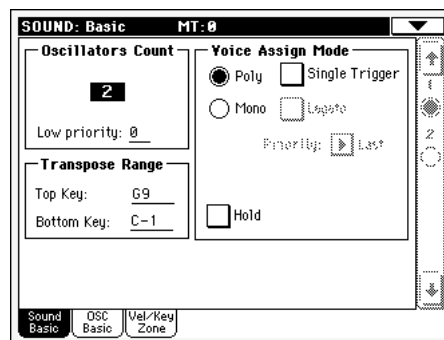 SOUND: Basic MT:0
Oscillators Count
2
Low priority: 0
Transpose Range
Top Key: G9
Bottom Key: C-1
Voice Assign Mode
Poly Single Trigger
Mono Legato
Priority: Last
Hold
1
2
Sound Basic
OSC Basic
Vel/Key Zone